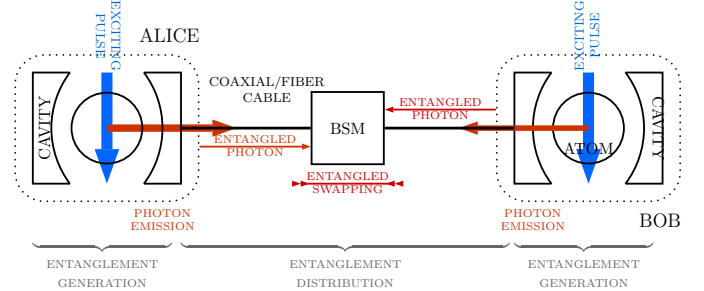 EXCITING
PULSE
ALICE
EXCITING
PULSE
CAVITY
COAXIAL/FIBER
CABLE
ENTANGLED
PHOTON
CAVITY
BSM
ENTANGLED
PHOTON
ATOM
ENTANGLED
SWAPPING
PHOTON
EMISSION
PHOTON
EMISSION
BOB
ENTANGLEMENT
GENERATION
ENTANGLEMENT
DISTRIBUTION
ENTANGLEMENT
GENERATION